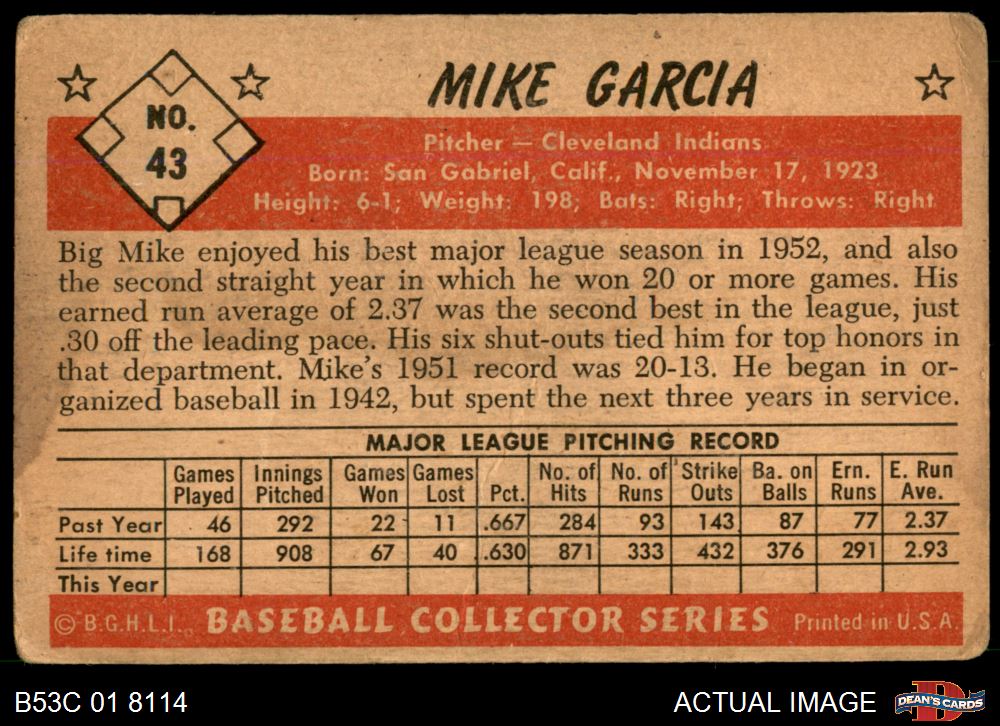 NO.
43
MIKE GARCIA
Pitcher — Cleveland Indians
Born: San Gabriel, Calif., November 17, 1923
Height: 6-1; Weight: 198; Bats: Right; Throws: Right
Big Mike enjoyed his best major league season in 1952, and also
the second straight year in which he won 20 or more games. His
earned run average of 2.37 was the second best in the league, just
.30 off the leading pace. His six shut-outs tied him for top honors in
that department. Mike's 1951 record was 20-13. He began in or-
ganized baseball in 1942, but spent the next three years in service.
MAJOR LEAGUE PITCHING RECORD
Games Played Innings Pitched Games Won Games Lost Pct. No. of Hits No. of Runs Strike Outs Ba. on Balls Ern. Runs E. Run Ave.
Past Year 46 292 22 11 .667 284 93 143 87 77 2.37
Life time 168 908 67 40 .630 871 333 432 376 291 2.93
This Year
© B.G.H.L.I. BASEBALL COLLECTOR SERIES Printed in U.S.A.
B53C 01 8114 ACTUAL IMAGE D DEAN'S CARDS